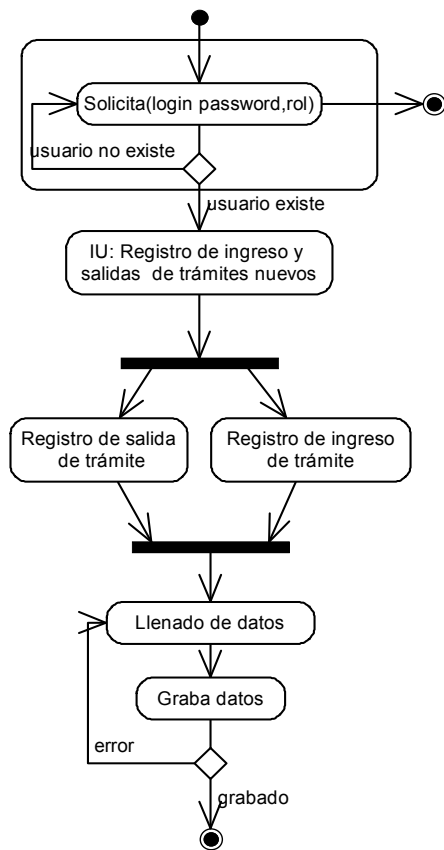 Solicita(login password,rol)
usuario no existe
usuario existe
IU: Registro de ingreso y
salidas de trámites nuevos
Registro de salida
de trámite
Registro de ingreso
de trámite
Llenado de datos
Graba datos
error
grabado